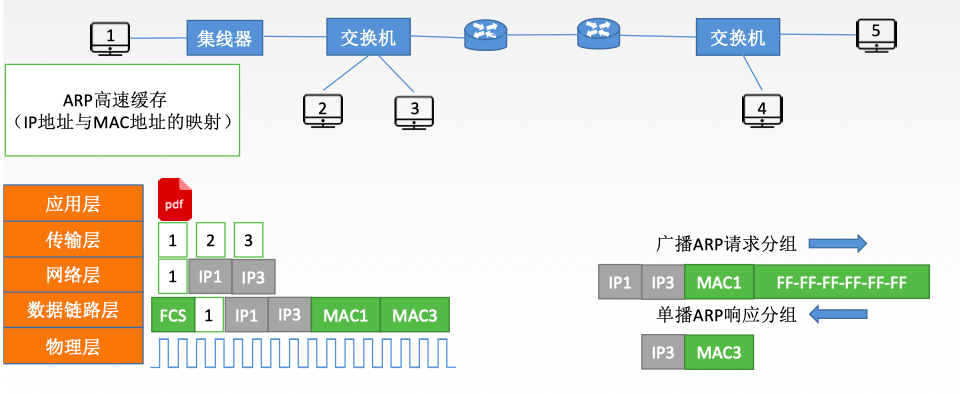 1
集线器
交换机
交换机
5
2
3
4
ARP高速缓存
（IP地址与MAC地址的映射）
应用层
pdf
传输层
1 2 3
网络层
1 IP1 IP3
数据链路层
FCS 1 IP1 IP3 MAC1 MAC3
物理层
广播ARP请求分组
IP1 IP3 MAC1 FF-FF-FF-FF-FF-FF
单播ARP响应分组
IP3 MAC3